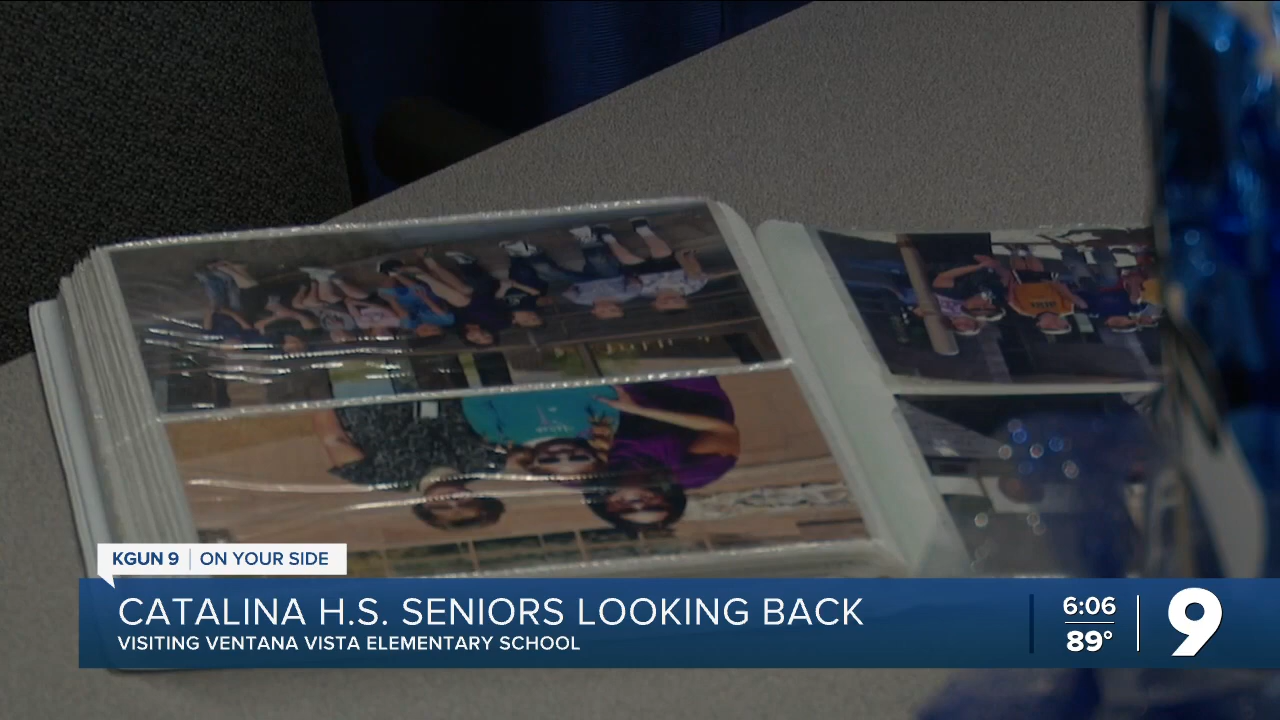 KGUN 9 | ON YOUR SIDE
CATALINA H.S. SENIORS LOOKING BACK
VISITING VENTANA VISTA ELEMENTARY SCHOOL
6:06
89°
9